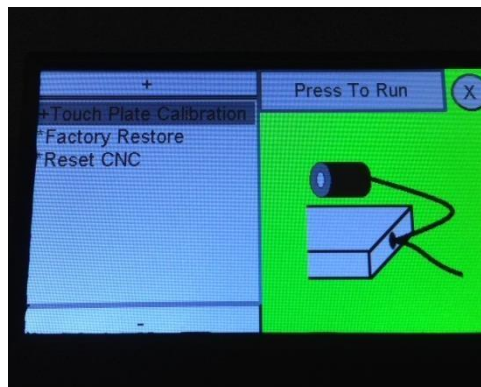 +
Press To Run
X
+Touch Plate Calibration
*Factory Restore
*Reset CNC
-